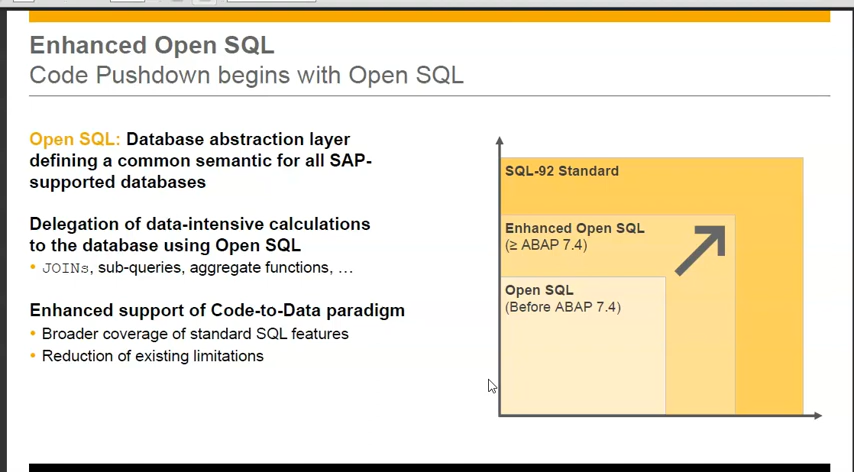 Enhanced Open SQL
Code Pushdown begins with Open SQL
Open SQL: Database abstraction layer
defining a common semantic for all SAP-
supported databases
Delegation of data-intensive calculations
to the database using Open SQL
• JOINs, sub-queries, aggregate functions, …
Enhanced support of Code-to-Data paradigm
• Broader coverage of standard SQL features
• Reduction of existing limitations
SQL-92 Standard
Enhanced Open SQL
(≥ ABAP 7.4)
Open SQL
(Before ABAP 7.4)